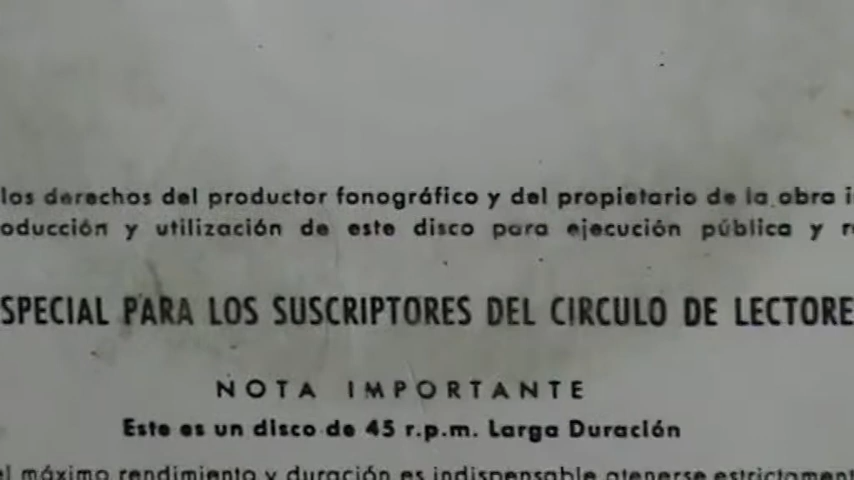 los derechos del productor fonográfico y del propietario de la obra i
oducción y utilización de este disco para ejecución pública y r
SPECIAL PARA LOS SUSCRIPTORES DEL CIRCULO DE LECTORE
NOTA IMPORTANTE
Este es un disco de 45 r.p.m. Larga Duración
el máximo rendimiento y duración es indispensable atenerse estrictament